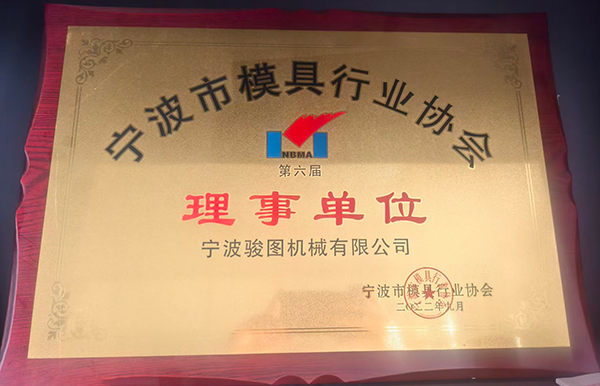 宁波市模具行业协会
NBMA
第六届
理事单位
宁波骏图机械有限公司
宁波市模具行业协会
二〇二二年九月